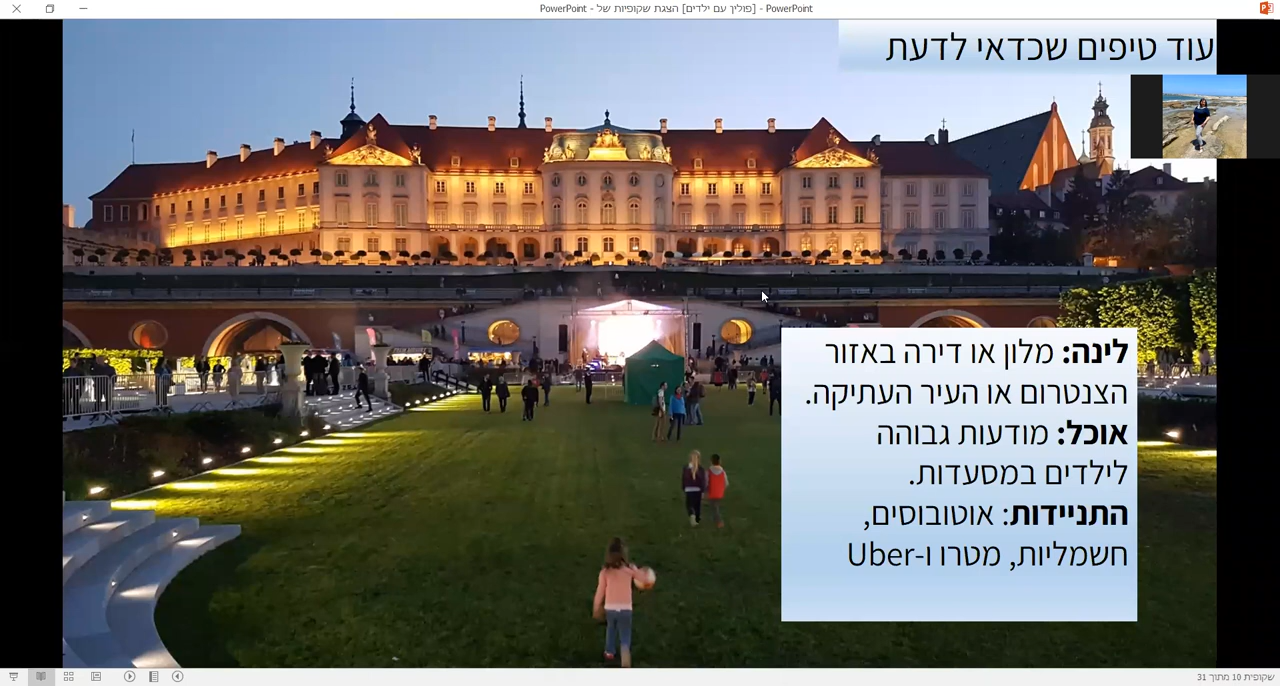 PowerPoint - [פולין עם ילדים] הצגת שקופיות של - PowerPoint
עוד טיפים שכדאי לדעת
לינה: מלון או דירה באזור
הצנטרום או העיר העתיקה.
אוכל: מודעות גבוהה
לילדים במסעדות.
התניידות: אוטובוסים,
חשמליות, מטרו ו-Uber
שקופית 10 מתוך 31